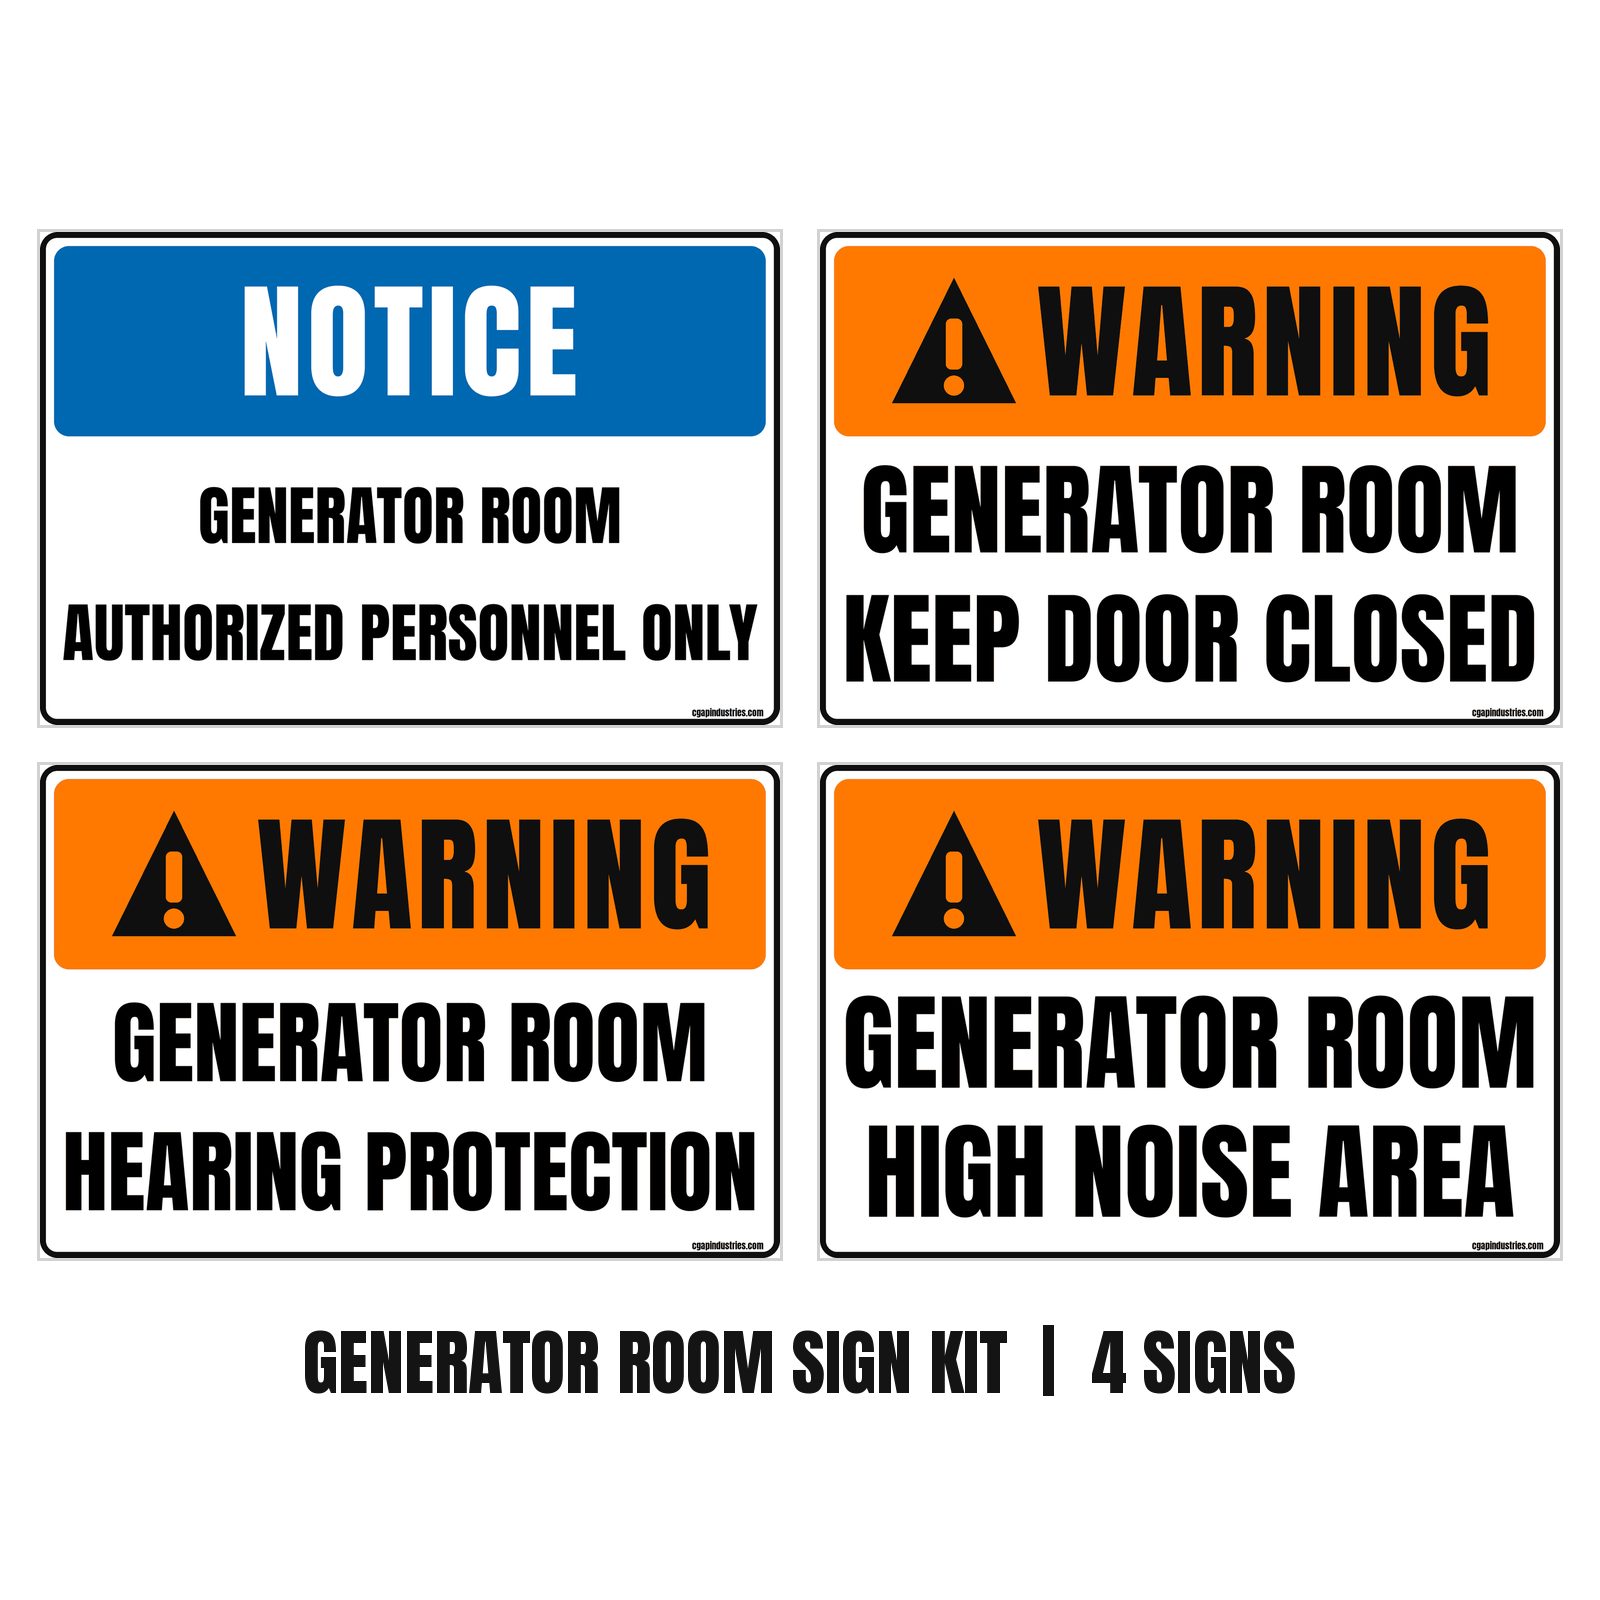 NOTICE
GENERATOR ROOM
AUTHORIZED PERSONNEL ONLY
cgapindustries.com
WARNING
GENERATOR ROOM
KEEP DOOR CLOSED
cgapindustries.com
WARNING
GENERATOR ROOM
HEARING PROTECTION
cgapindustries.com
WARNING
GENERATOR ROOM
HIGH NOISE AREA
cgapindustries.com
GENERATOR ROOM SIGN KIT | 4 SIGNS